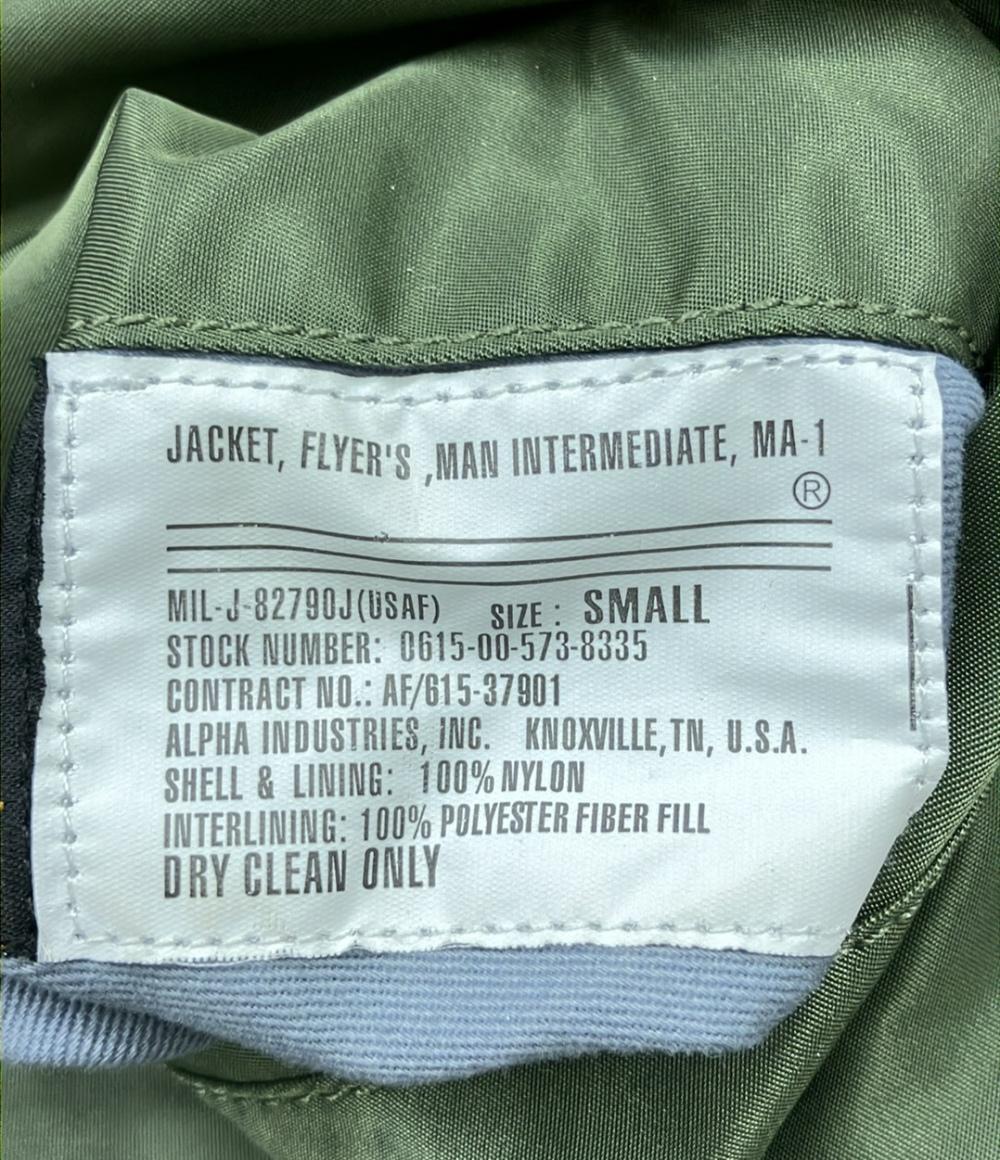 JACKET, FLYER'S ,MAN INTERMEDIATE, MA-1
®
MIL-J-82790J(USAF) SIZE : SMALL
STOCK NUMBER: 0615-00-573-8335
CONTRACT NO.: AF/615-37901
ALPHA INDUSTRIES, INC. KNOXVILLE,TN, U.S.A.
SHELL & LINING: 100% NYLON
INTERLINING: 100% POLYESTER FIBER FILL
DRY CLEAN ONLY